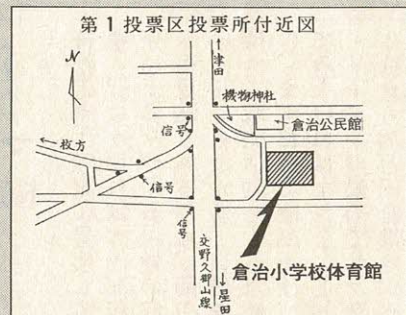 第1投票区投票所付近図
↑津田
N
機物神社
信号
倉治公民館
←枚方
信号
信号
倉治小学校体育館
交野久御山線
↓星田